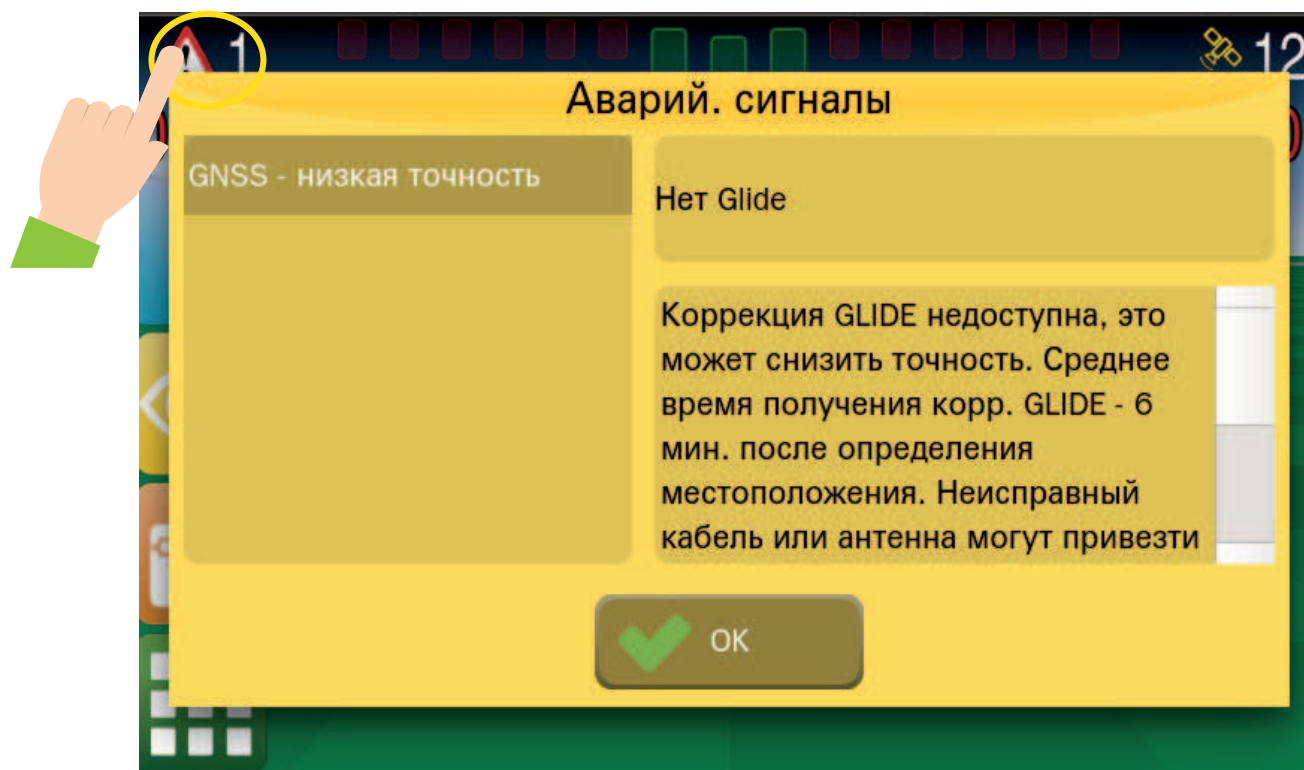 1
12
Аварий. сигналы
GNSS - низкая точность
Нет Glide
Коррекция GLIDE недоступна, это
может снизить точность. Среднее
время получения корр. GLIDE - 6
мин. после определения
местоположения. Неисправный
кабель или антенна могут привезти
OK